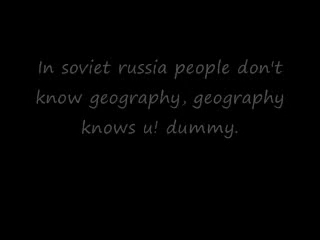 In soviet russia people don't
know geography, geography
knows u! dummy.